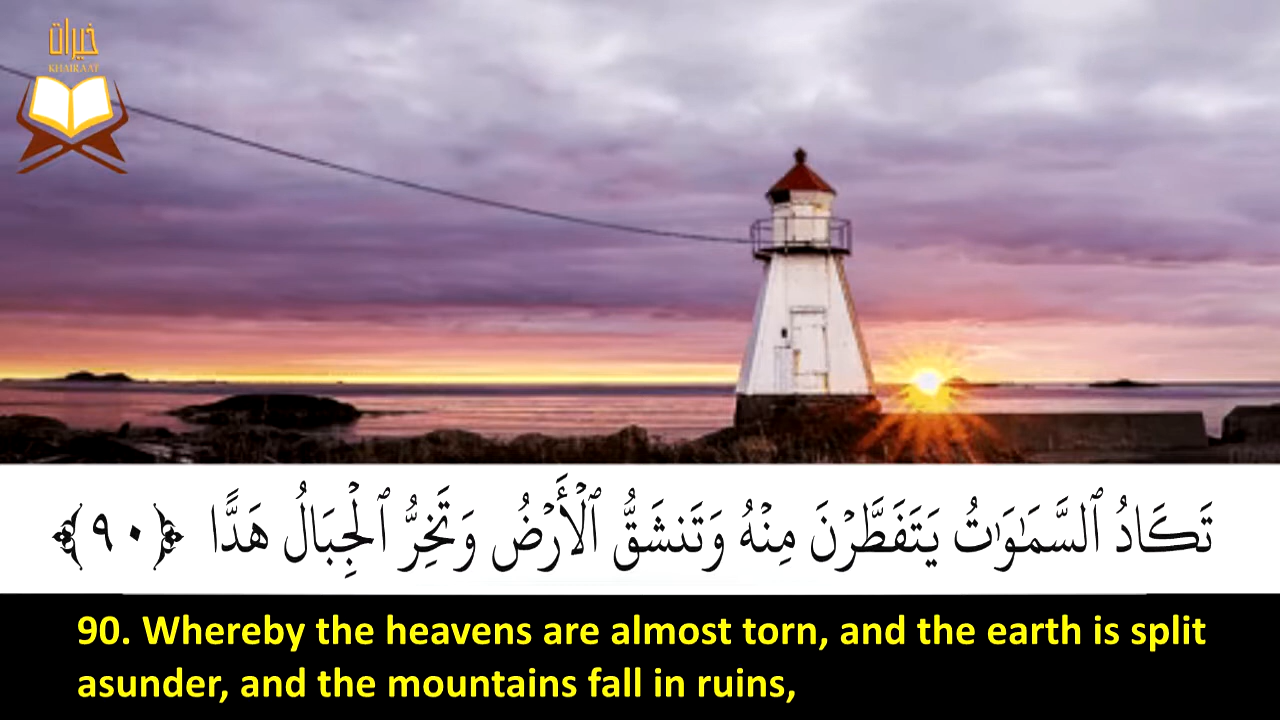 خيرات
KHAIRAAT
تَكَادُ ٱلسَّمَٰوَٰتُ يَتَفَطَّرْنَ مِنْهُ وَتَنشَقُّ ٱلْأَرْضُ وَتَخِرُّ ٱلْجِبَالُ هَدًّا ﴿٩٠﴾
90. Whereby the heavens are almost torn, and the earth is split
asunder, and the mountains fall in ruins,